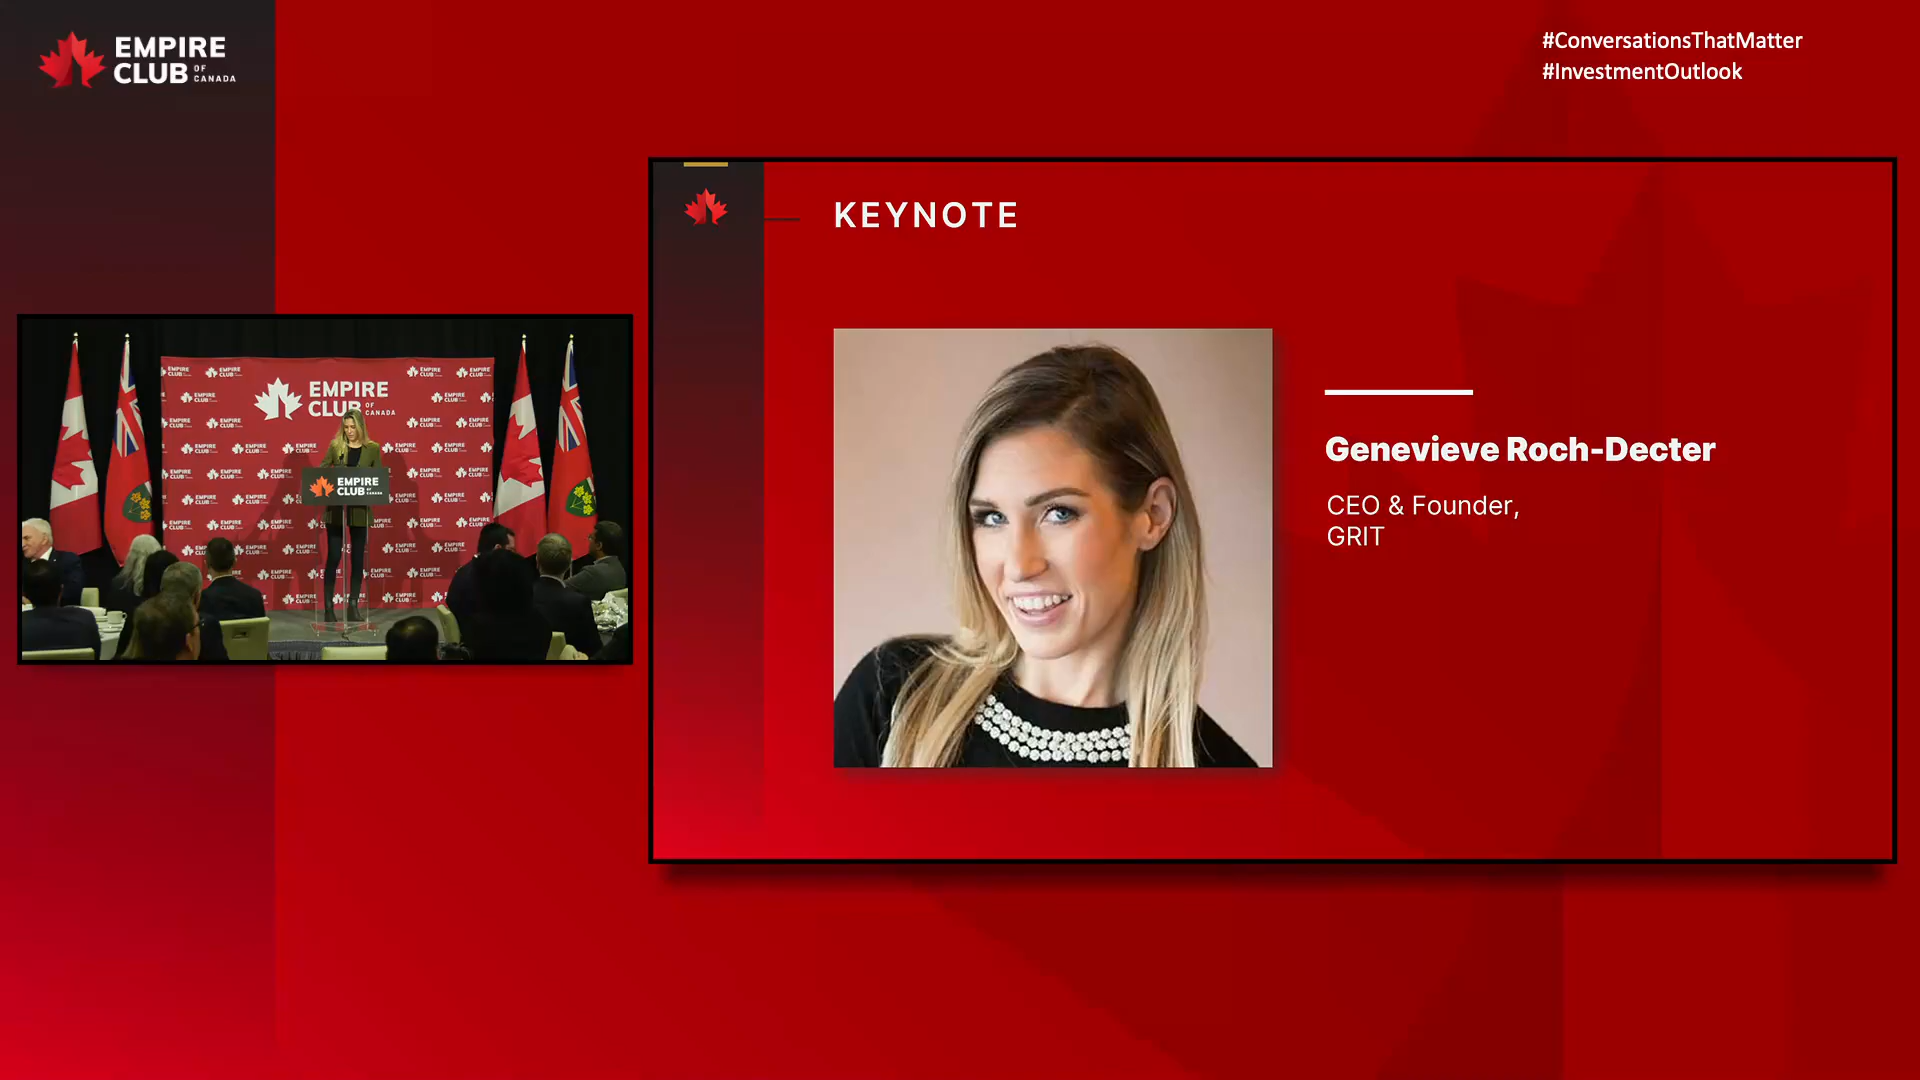 EMPIRE
CLUB OF CANADA
#ConversationsThatMatter
#InvestmentOutlook
KEYNOTE
Genevieve Roch-Decter
CEO & Founder,
GRIT
EMPIRE
CLUB OF CANADA
EMPIRE
CLUB